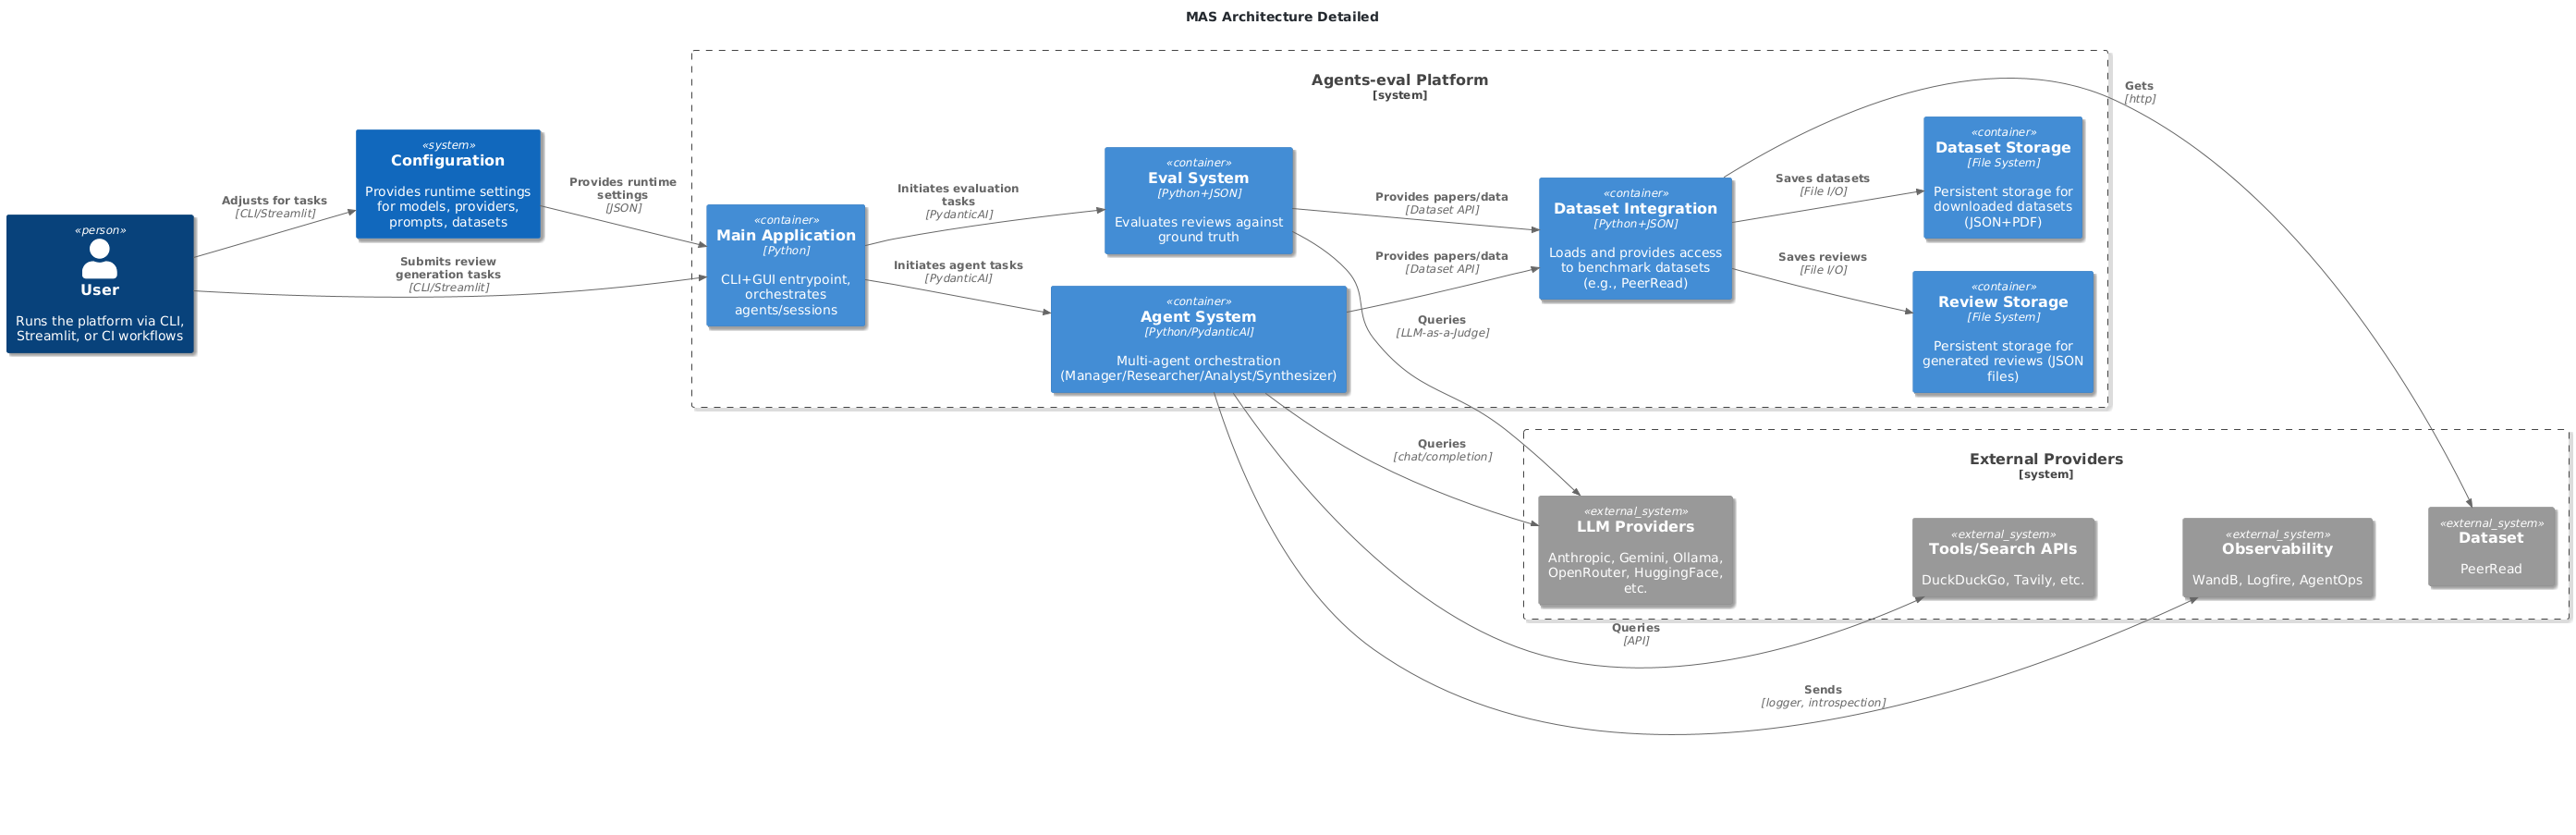 MAS Architecture Detailed
«person»
User
Runs the platform via CLI,
Streamlit, or CI workflows
Adjusts for tasks
[CLI/Streamlit]
Submits review
generation tasks
[CLI/Streamlit]
«system»
Configuration
Provides runtime settings
for models, providers,
prompts, datasets
Provides runtime
settings
[JSON]
Agents-eval Platform
[system]
«container»
Main Application
[Python]
CLI+GUI entrypoint,
orchestrates
agents/sessions
Initiates evaluation
tasks
[PydanticAI]
Initiates agent tasks
[PydanticAI]
«container»
Eval System
[Python+JSON]
Evaluates reviews against
ground truth
«container»
Agent System
[Python/PydanticAI]
Multi-agent orchestration
(Manager/Researcher/Analyst/Synthesizer)
Provides papers/data
[Dataset API]
Provides papers/data
[Dataset API]
Queries
[LLM-as-a-Judge]
Queries
[chat/completion]
«container»
Dataset Integration
[Python+JSON]
Loads and provides access
to benchmark datasets
(e.g., PeerRead)
Saves datasets
[File I/O]
Saves reviews
[File I/O]
«container»
Dataset Storage
[File System]
Persistent storage for
downloaded datasets
(JSON+PDF)
«container»
Review Storage
[File System]
Persistent storage for
generated reviews (JSON
files)
Gets
[http]
External Providers
[system]
«external_system»
LLM Providers
Anthropic, Gemini, Ollama,
OpenRouter, HuggingFace,
etc.
«external_system»
Tools/Search APIs
DuckDuckGo, Tavily, etc.
«external_system»
Observability
WandB, Logfire, AgentOps
«external_system»
Dataset
PeerRead
Queries
[API]
Sends
[logger, introspection]